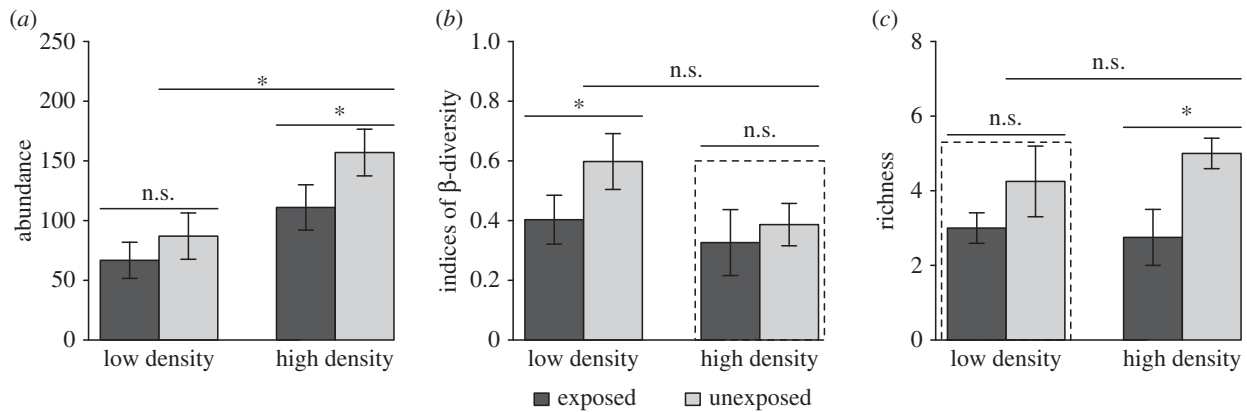 (a)
250
200
150
100
50
0
abundance
*
*
n.s.
low density
high density
(b)
1.0
0.8
0.6
0.4
0.2
0
indices of β-diversity
n.s.
*
n.s.
low density
high density
exposed
unexposed
(c)
8
6
4
2
0
richness
n.s.
*
n.s.
low density
high density